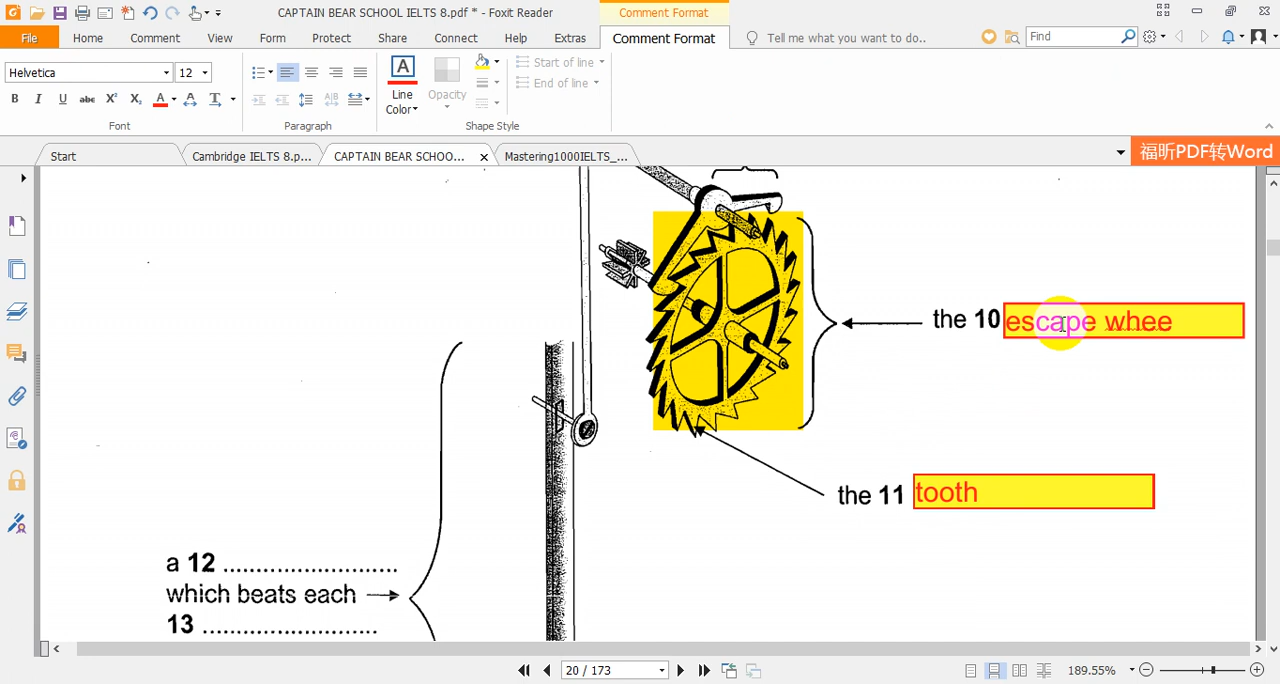 CAPTAIN BEAR SCHOOL IELTS 8.pdf * - Foxit Reader
Comment Format
File Home Comment View Form Protect Share Connect Help Extras Comment Format Tell me what you want to do.. Find
Helvetica 12
Start of line
End of line
B I U abc X² X₂ A A T
Line Color
Opacity
Font Paragraph Shape Style
Start Cambridge IELTS 8.p... CAPTAIN BEAR SCHOO... Mastering1000IELTS_... 福昕PDF转Word
the 10 escape whee
the 11 tooth
a 12 ..........................
which beats each
13 ..........................
20 / 173 189.55%